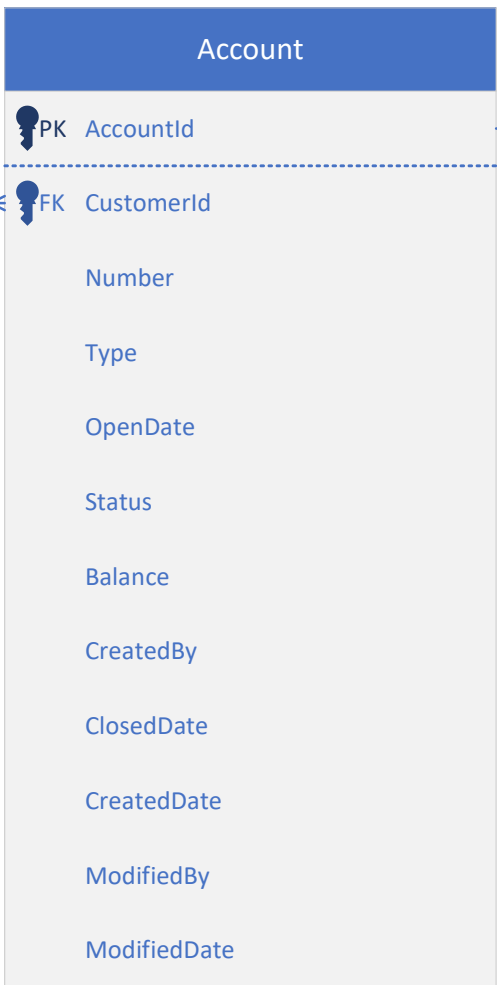 Account
PK AccountId
FK CustomerId
Number
Type
OpenDate
Status
Balance
CreatedBy
ClosedDate
CreatedDate
ModifiedBy
ModifiedDate